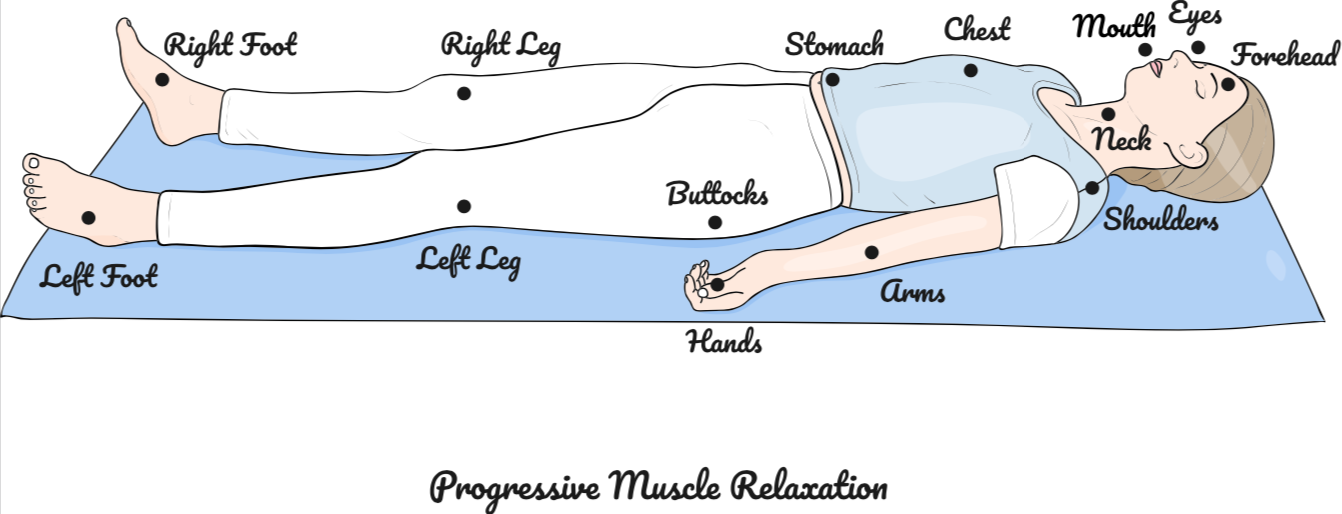 Eyes
Mouth
Chest
Right Foot
Right Leg
Stomach
Forehead
Neck
Buttocks
Shoulders
Left Leg
Left Foot
Arms
Hands
Progressive Muscle Relaxation